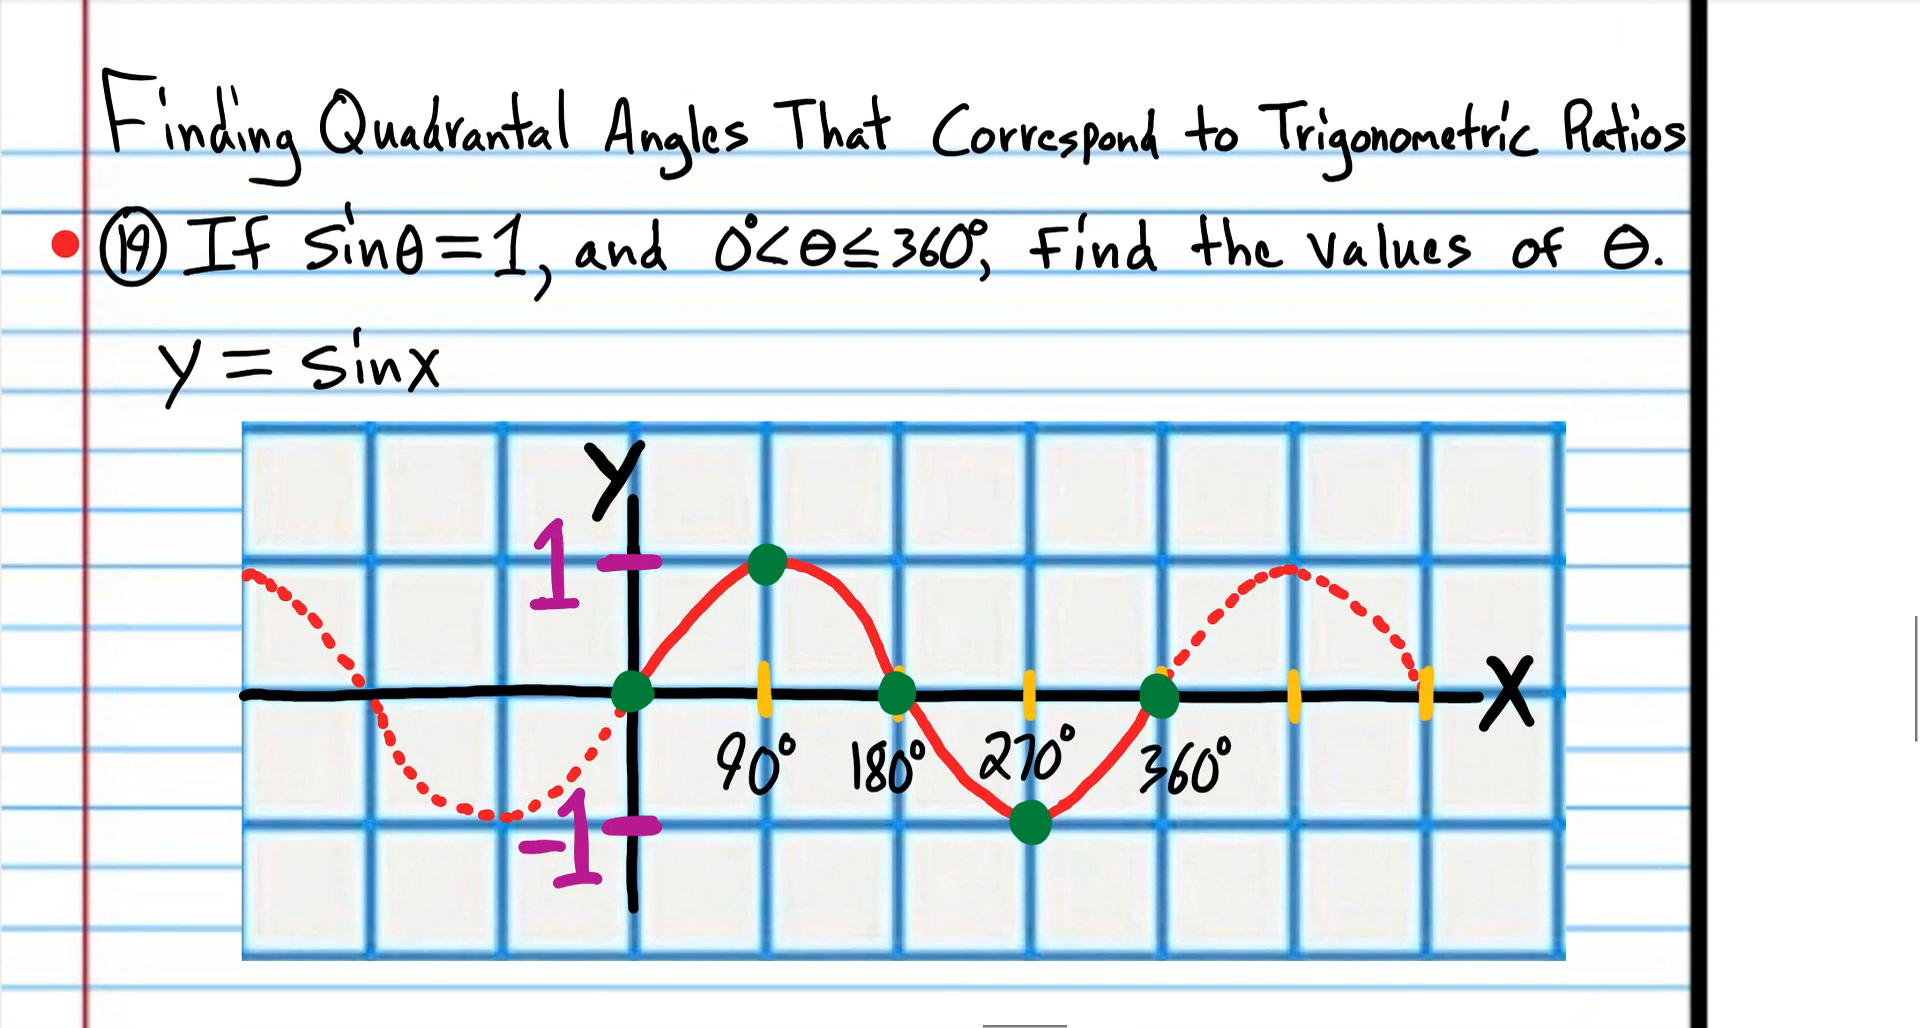 Finding Quadrantal Angles That Correspond to Trigonometric Ratios
⑲ If sinθ=1, and 0°<θ≤360°, find the values of θ.
y = sinx
Y
1
X
90° 180° 270° 360°
-1